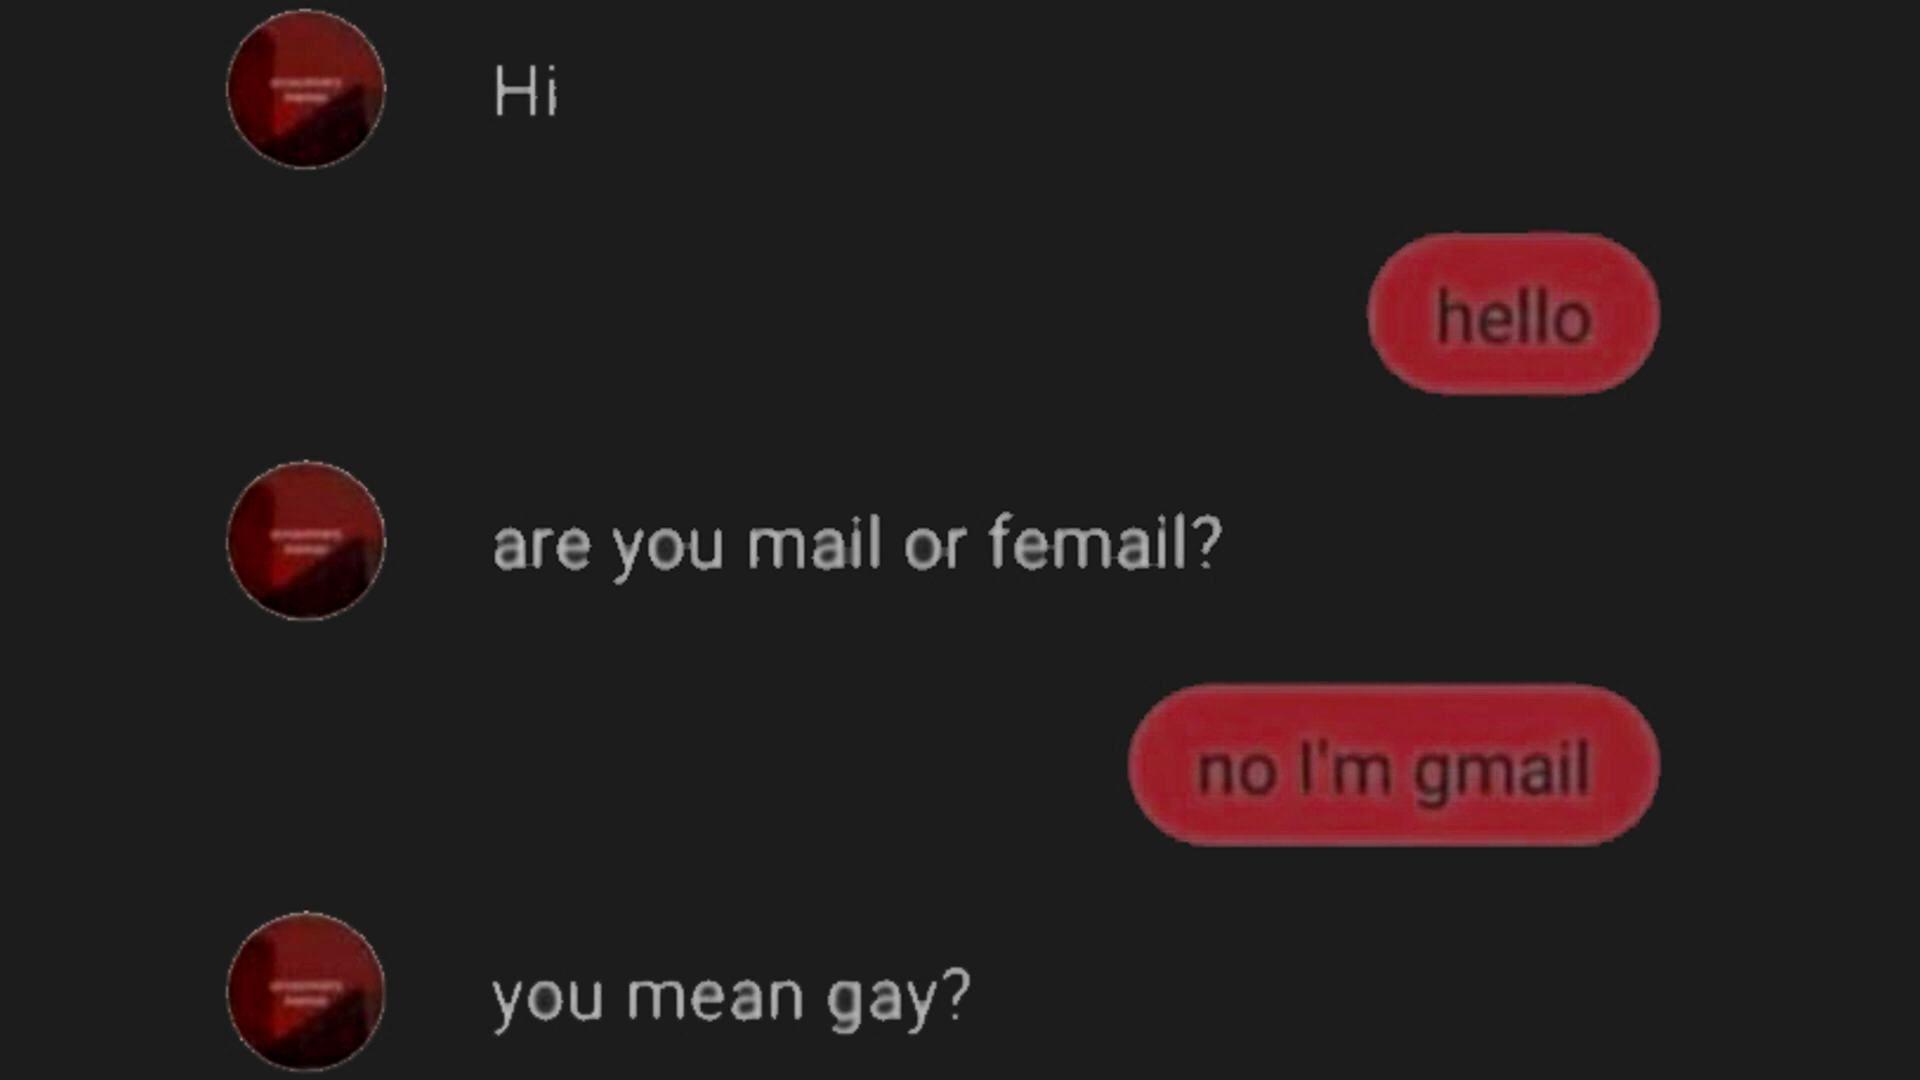 Hi
hello
are you mail or femail?
no I'm gmail
you mean gay?